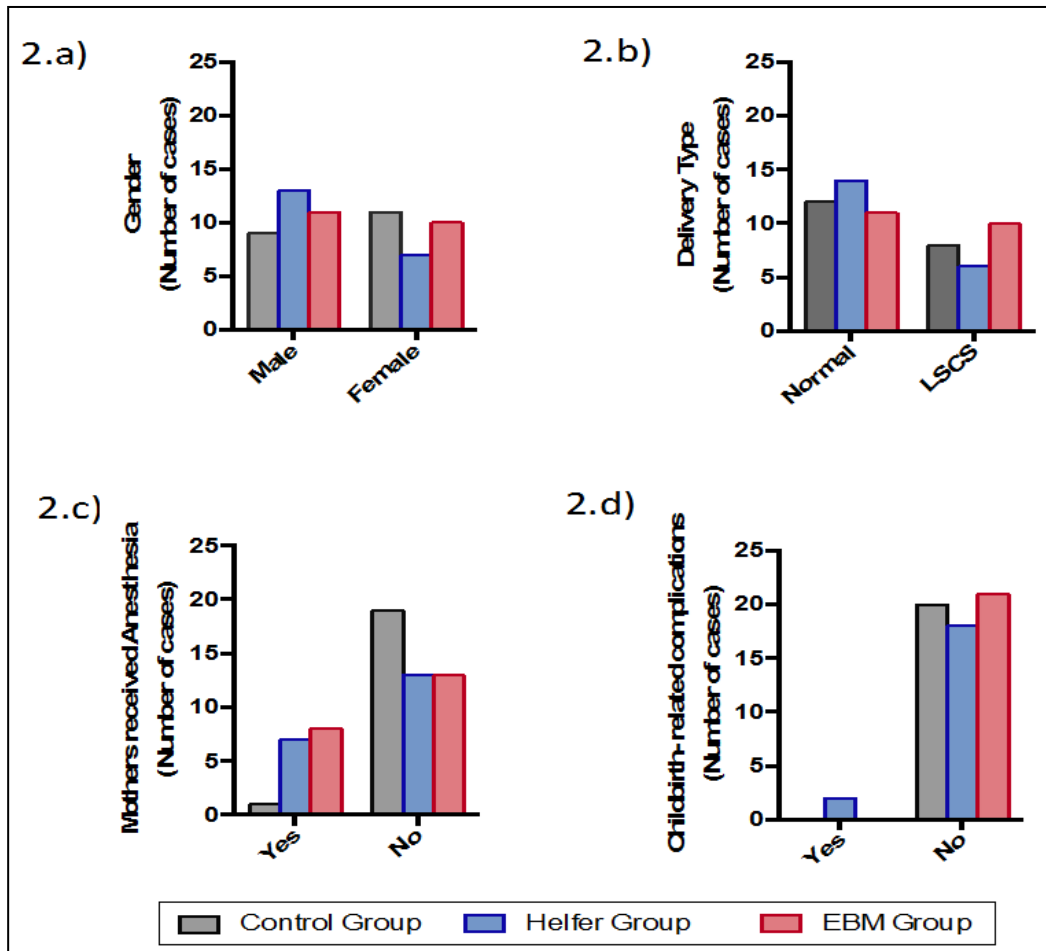 2.a)
Gender
(Number of cases)
25
20
15
10
5
0
Male
Female
2.b)
Delivery Type
(Number of cases)
25
20
15
10
5
0
Normal
LSCS
2.c)
Mothers received Anesthesia
(Number of cases)
25
20
15
10
5
0
Yes
No
2.d)
Childbirth-related complications
(Number of cases)
25
20
15
10
5
0
Yes
No
Control Group
Helfer Group
EBM Group